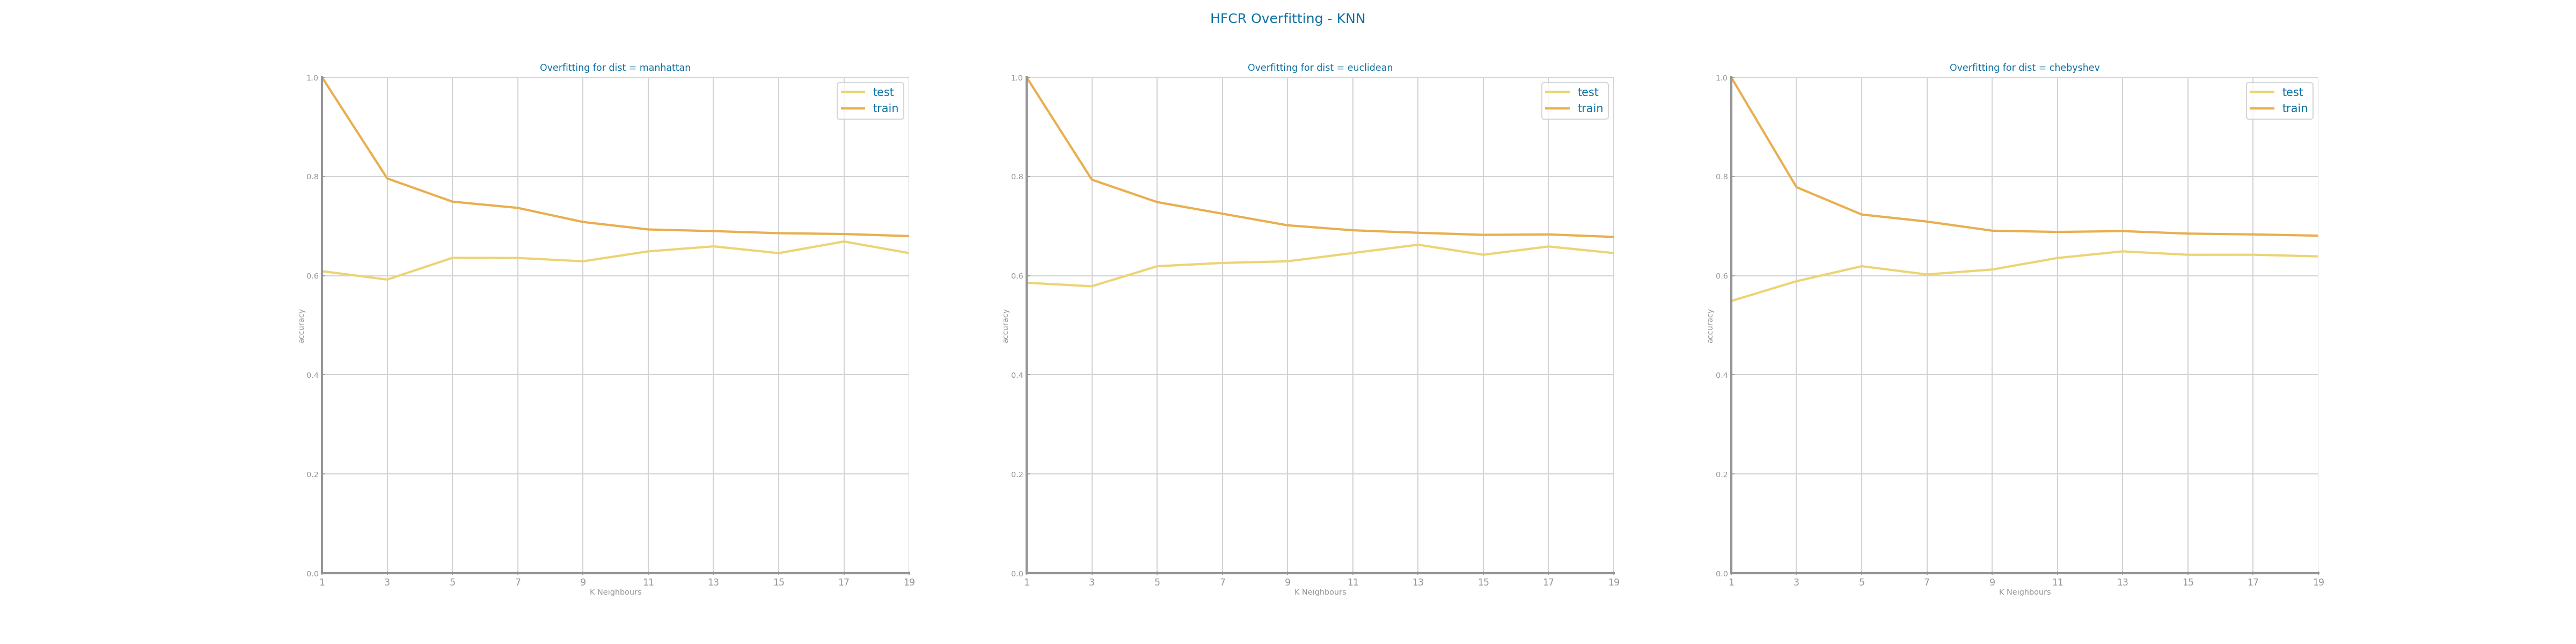 HFCR Overfitting - KNN
Overfitting for dist = manhattan
1.0
0.8
0.6
0.4
0.2
0.0
accuracy
test
train
1 3 5 7 9 11 13 15 17 19
K Neighbours
Overfitting for dist = euclidean
1.0
0.8
0.6
0.4
0.2
0.0
accuracy
test
train
1 3 5 7 9 11 13 15 17 19
K Neighbours
Overfitting for dist = chebyshev
1.0
0.8
0.6
0.4
0.2
0.0
accuracy
test
train
1 3 5 7 9 11 13 15 17 19
K Neighbours